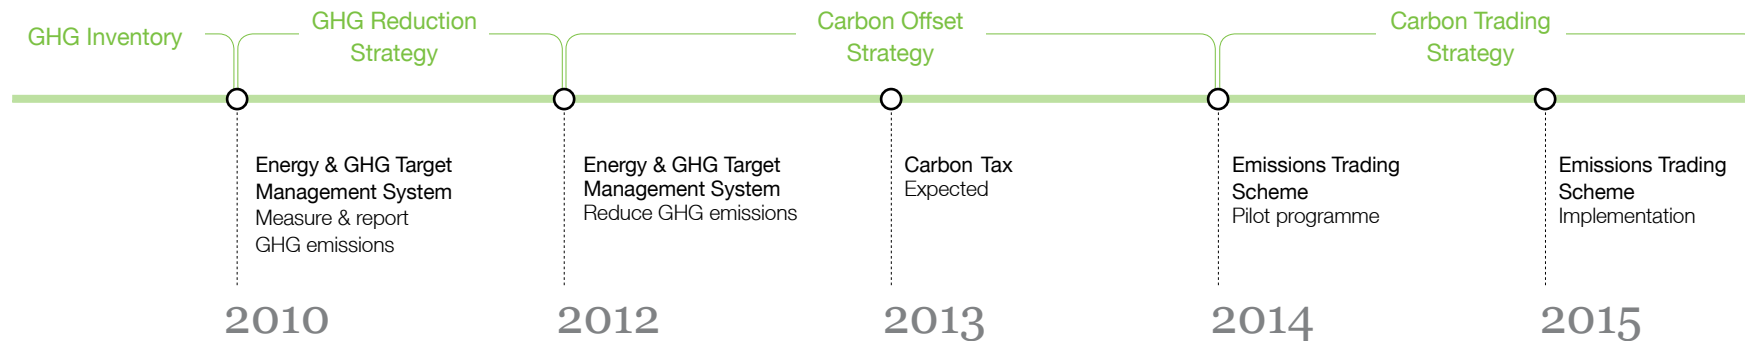 GHG Inventory
GHG Reduction
Strategy
Carbon Offset
Strategy
Carbon Trading
Strategy
Energy & GHG Target
Management System
Measure & report
GHG emissions
Energy & GHG Target
Management System
Reduce GHG emissions
Carbon Tax
Expected
Emissions Trading
Scheme
Pilot programme
Emissions Trading
Scheme
Implementation
2010
2012
2013
2014
2015